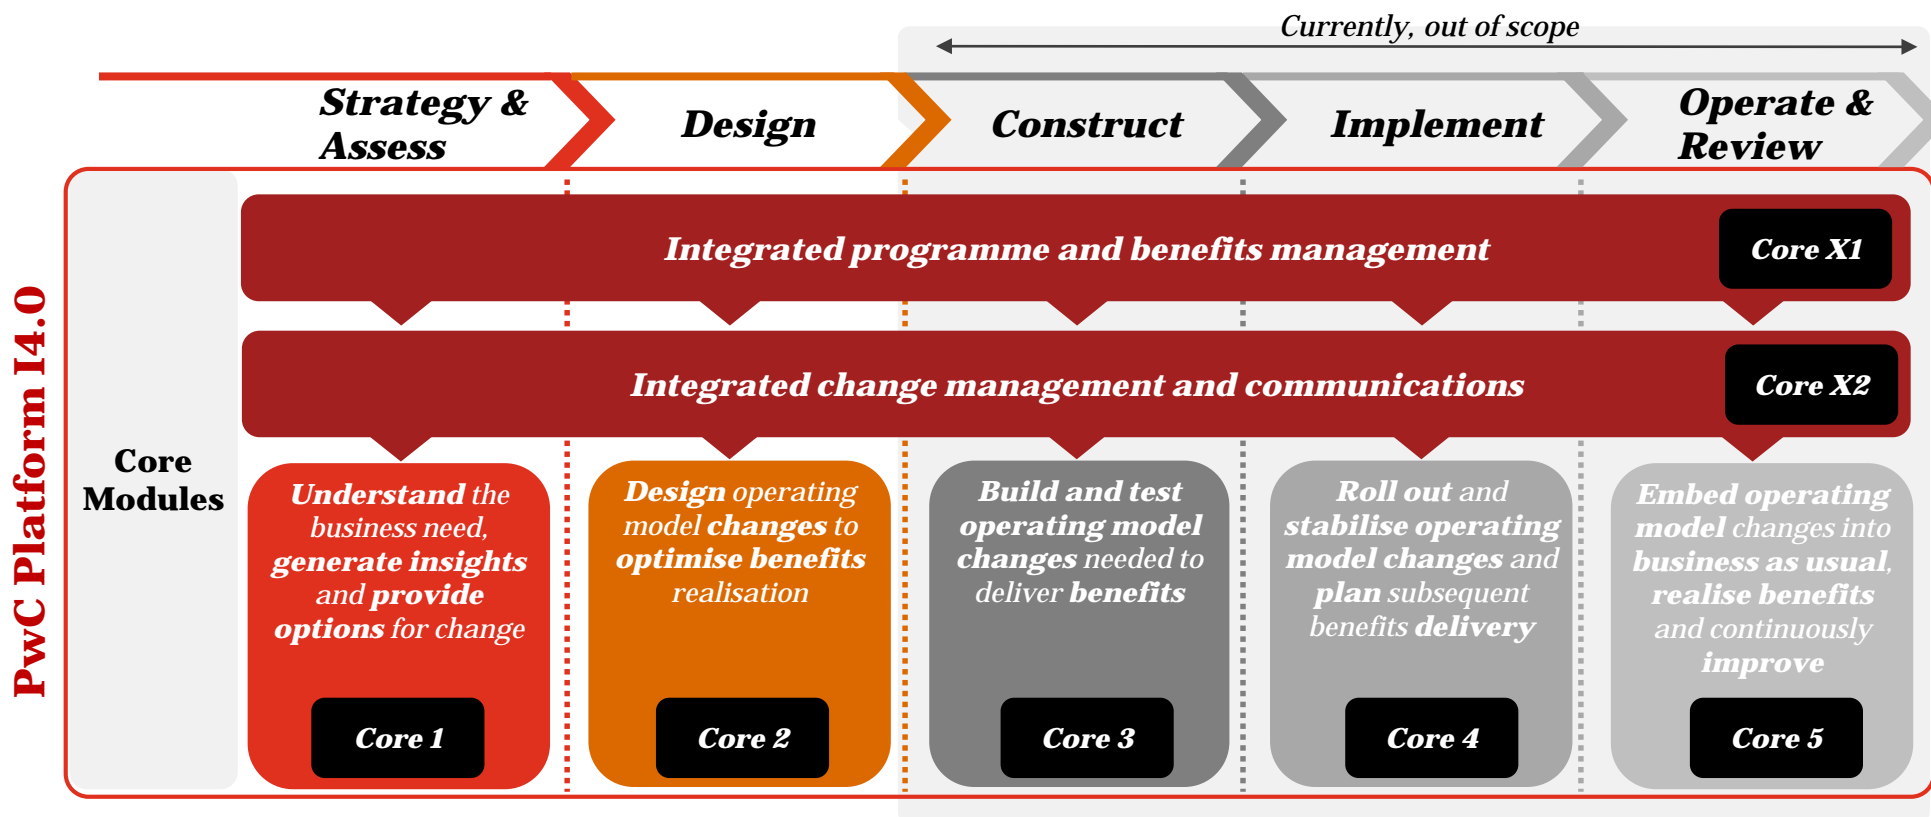 Currently, out of scope
Strategy &
Assess
Design
Construct
Implement
Operate &
Review
PwC Platform I4.0
Core
Modules
Integrated programme and benefits management
Core X1
Integrated change management and communications
Core X2
Understand the
business need,
generate insights
and provide
options for change
Core 1
Design operating
model changes to
optimise benefits
realisation
Core 2
Build and test
operating model
changes needed to
deliver benefits
Core 3
Roll out and
stabilise operating
model changes and
plan subsequent
benefits delivery
Core 4
Embed operating
model changes into
business as usual,
realise benefits
and continuously
improve
Core 5